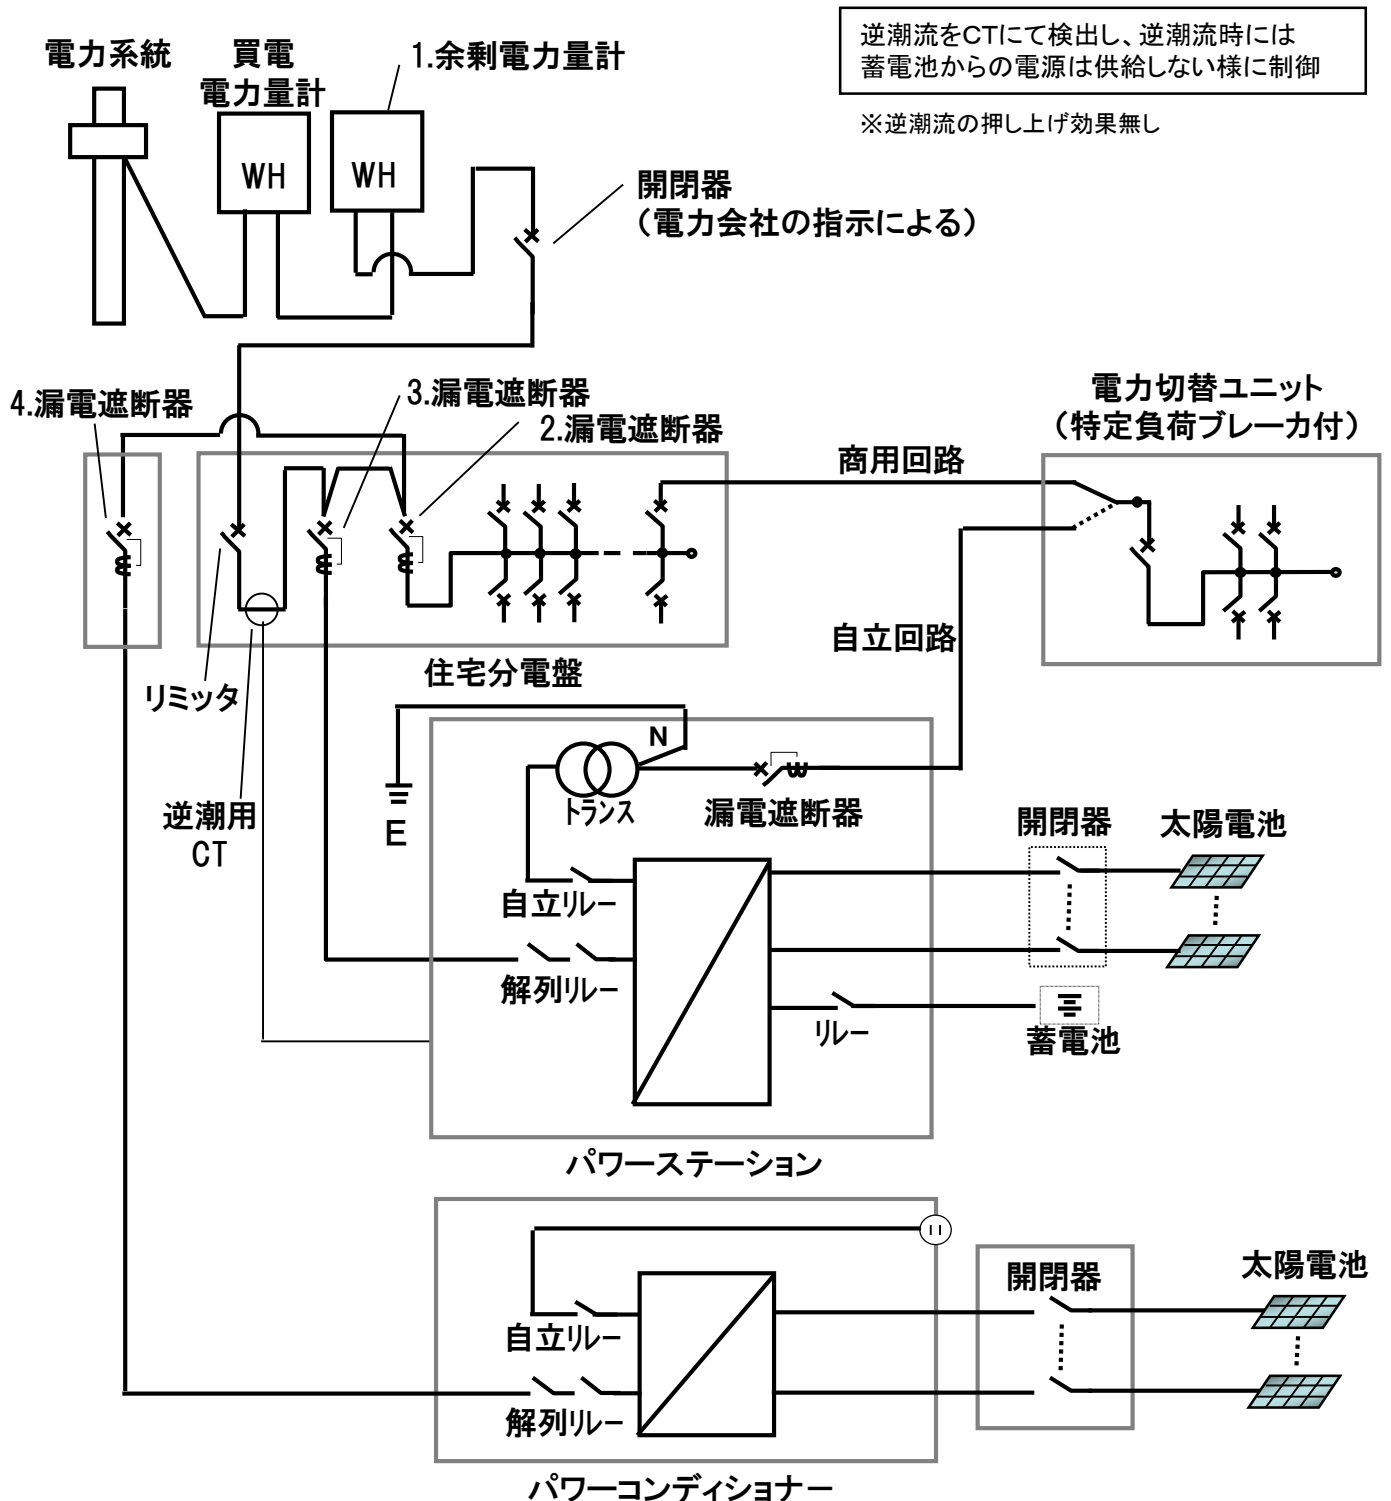 逆潮流をCTにて検出し、逆潮流時には
蓄電池からの電源は供給しない様に制御
※逆潮流の押し上げ効果無し
電力系統
買電
電力量計
1.余剰電力量計
WH
WH
開閉器
（電力会社の指示による）
4.漏電遮断器
3.漏電遮断器
2.漏電遮断器
電力切替ユニット
（特定負荷ブレーカ付）
商用回路
自立回路
住宅分電盤
リミッタ
逆潮用
CT
N
E
トランス
漏電遮断器
開閉器
太陽電池
自立リレー
解列リレー
リレー
蓄電池
パワーステーション
開閉器
太陽電池
自立リレー
解列リレー
パワーコンディショナー